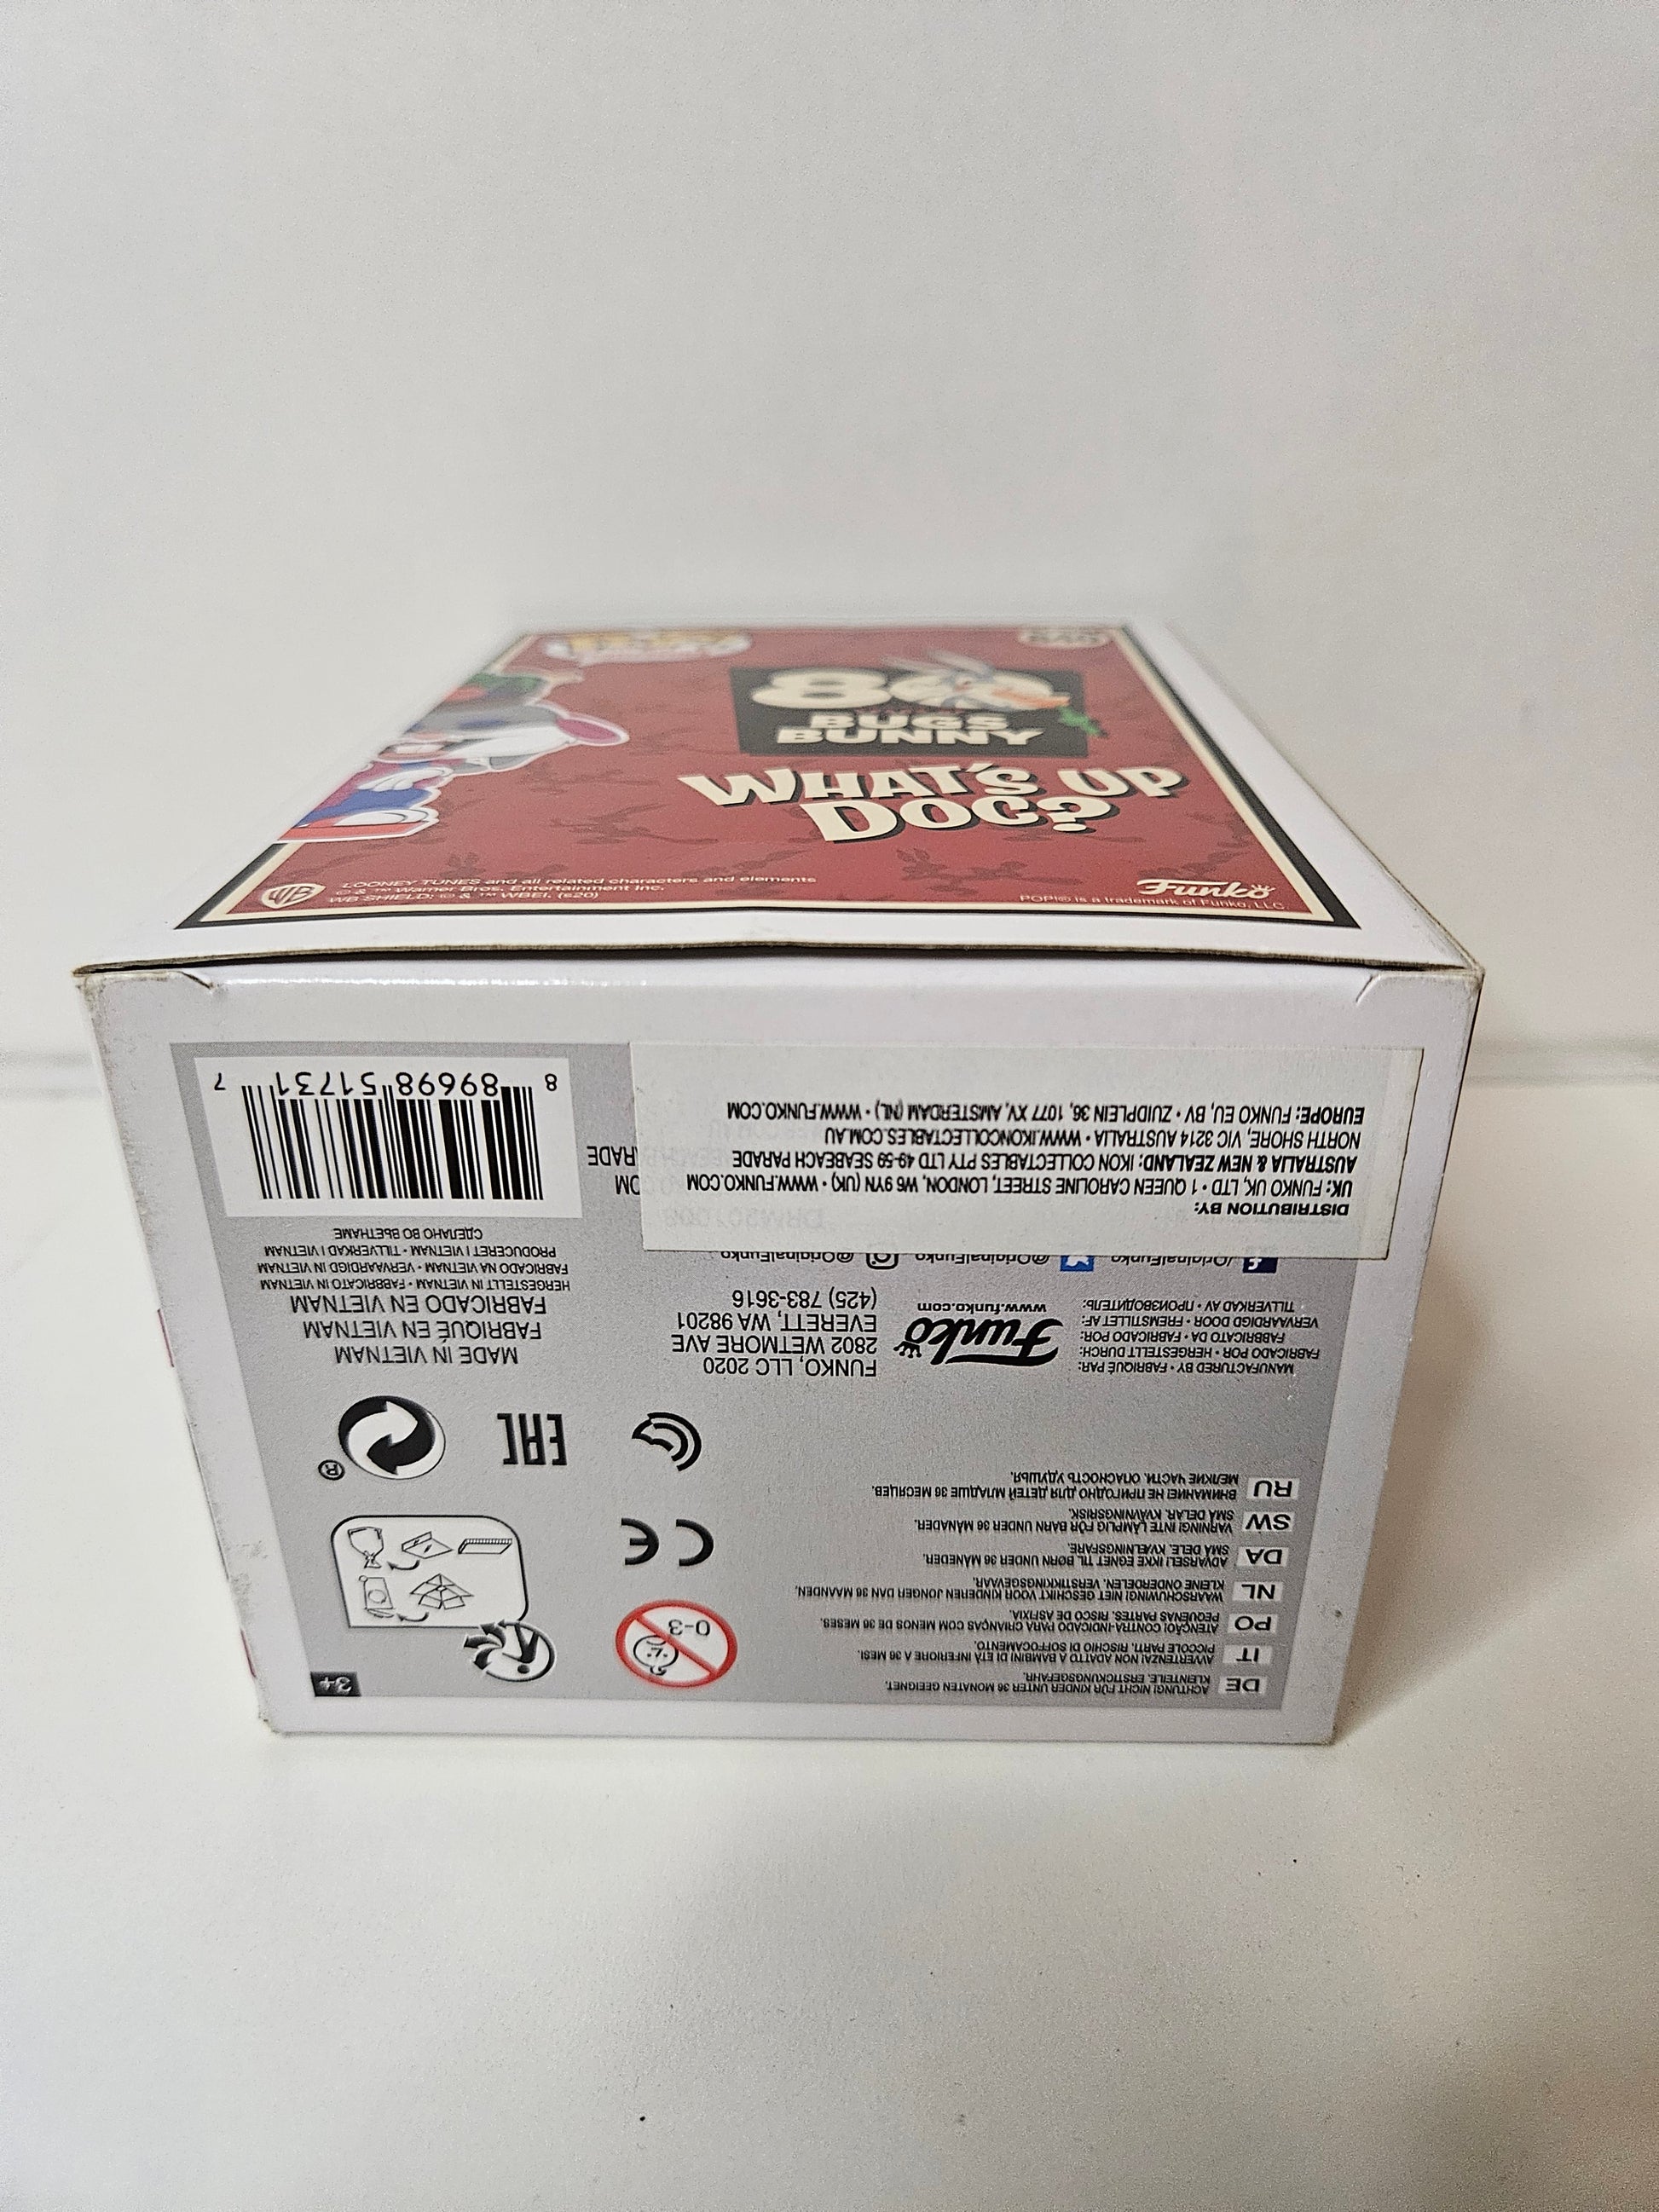 80
BUGS
BUNNY
WHAT'S UP
DOC?
WB
LOONEY TUNES and all related characters and elements
© & ™ Warner Bros. Entertainment Inc.
WB SHIELD: © & ™ WBEI. (s20)
Funko
POP!® is a trademark of Funko, LLC.
DE
ACHTUNG! NICHT FÜR KINDER UNTER 36 MONATEN GEEIGNET.
KLEINTEILE. ERSTICKUNGSGEFAHR.
IT
AVVERTENZA! NON ADATTO A BAMBINI DI ETÀ INFERIORE A 36 MESI.
PICCOLE PARTI. RISCHIO DI SOFFOCAMENTO.
PO
ATENÇÃO! CONTRA-INDICADO PARA CRIANÇAS COM MENOS DE 36 MESES.
PEQUENAS PARTES. RISCO DE ASFIXIA.
NL
WAARSCHUWING! NIET GESCHIKT VOOR KINDEREN JONGER DAN 36 MAANDEN.
KLEINE ONDERDELEN. VERSTIKKINGSGEVAAR.
DA
ADVARSEL! IKKE EGNET TIL BØRN UNDER 36 MÅNEDER.
SMÅ DELE. KVÆLNINGSFARE.
SW
VARNING! INTE LÄMPLIG FÖR BARN UNDER 36 MÅNADER.
SMÅ DELAR. KVÄVNINGSRISK.
RU
ВНИМАНИЕ! НЕ ПРИГОДНО ДЛЯ ДЕТЕЙ МЛАДШЕ 36 МЕСЯЦЕВ.
МЕЛКИЕ ЧАСТИ. ОПАСНОСТЬ УДУШЬЯ.
0-3
3+
CE
EAC
®
MANUFACTURED BY • FABRIQUÉ PAR:
FABRICADO POR • HERGESTELLT DURCH:
FABBRICATO DA • FABRICADO POR:
VERVAARDIGD DOOR • FREMSTILLET AF:
TILLVERKAD AV • ПРОИЗВОДИТЕЛЬ:
Funko
www.funko.com
FUNKO, LLC 2020
2802 WETMORE AVE
EVERETT, WA 98201
(425) 783-3616
MADE IN VIETNAM
FABRIQUÉ EN VIETNAM
FABRICADO EN VIETNAM
HERGESTELLT IN VIETNAM • FABBRICATO IN VIETNAM
FABRICADO NA VIETNAM • VERVAARDIGD IN VIETNAM
PRODUCERET I VIETNAM • TILLVERKAD I VIETNAM
СДЕЛАНО ВО ВЬЕТНАМЕ
/OriginalFunko @OriginalFunko @OriginalFunko
DISTRIBUTION BY:
UK: FUNKO UK, LTD • 1 QUEEN CAROLINE STREET, LONDON, W6 9YN (UK) • WWW.FUNKO.COM
AUSTRALIA & NEW ZEALAND: IKON COLLECTABLES PTY LTD 49-59 SEABEACH PARADE
NORTH SHORE, VIC 3214 AUSTRALIA • WWW.IKONCOLLECTABLES.COM.AU
EUROPE: FUNKO EU, BV • ZUIDPLEIN 36, 1077 XV, AMSTERDAM (NL) • WWW.FUNKO.COM
OM
RADE
8 89698 51731 7